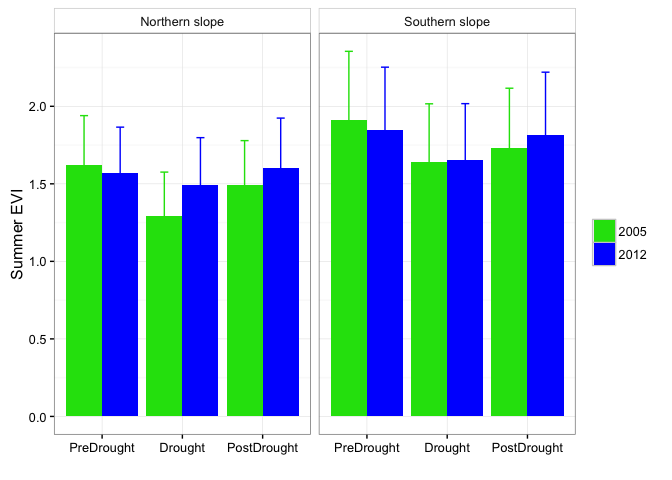 Northern slope
Southern slope
Summer EVI
2.0
1.5
1.0
0.5
0.0
PreDrought
Drought
PostDrought
PreDrought
Drought
PostDrought
2005
2012